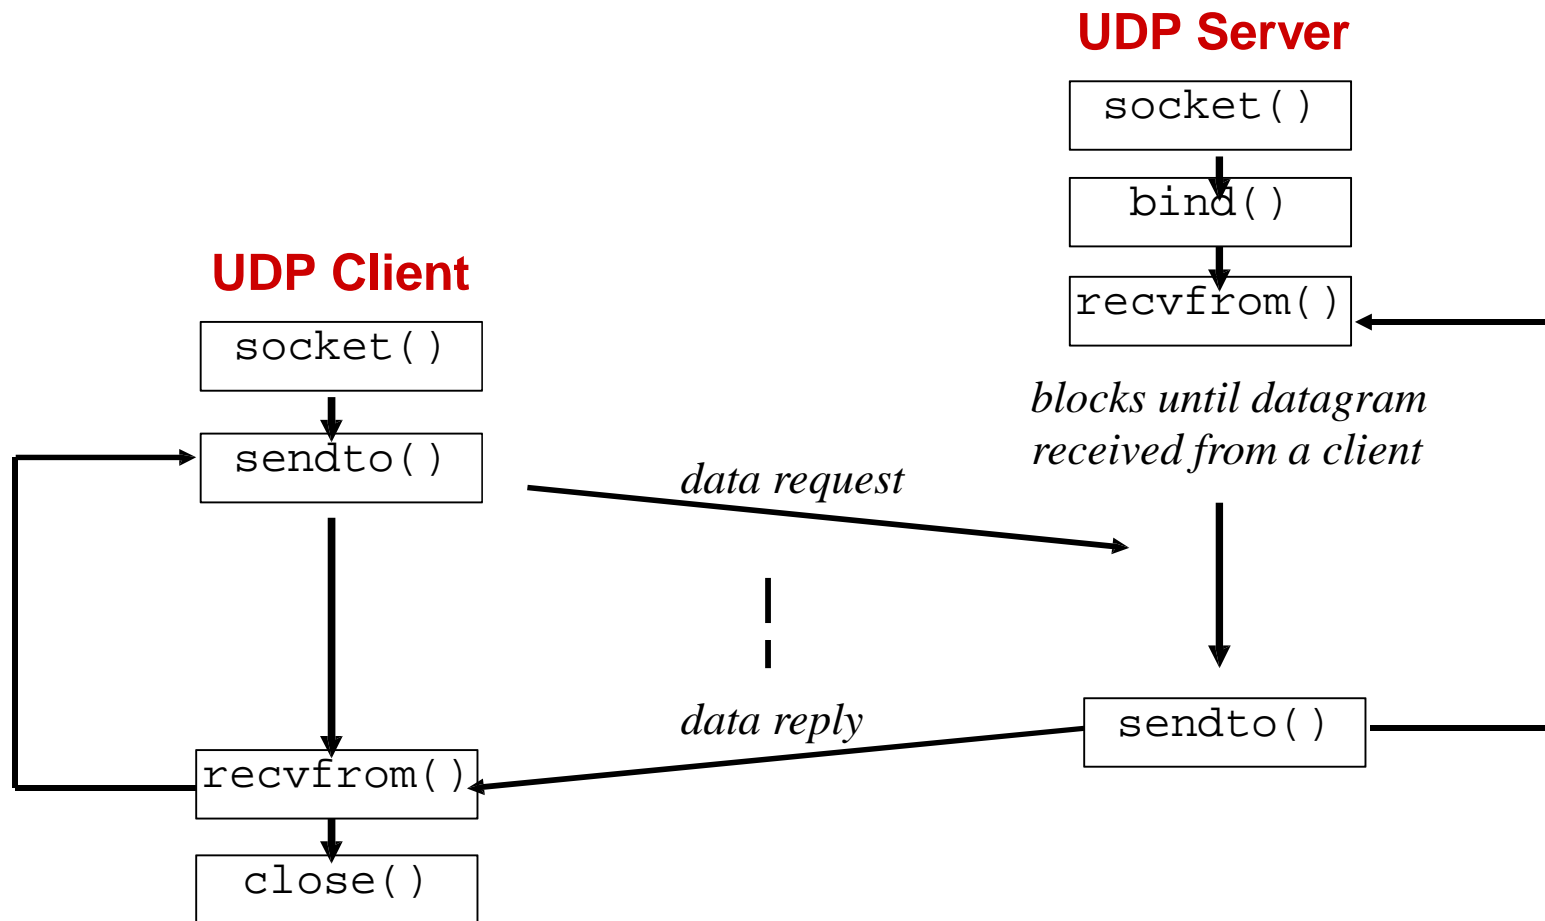 UDP Server
socket()
bind()
recvfrom()
blocks until datagram
received from a client
sendto()
UDP Client
socket()
sendto()
data request
data reply
recvfrom()
close()